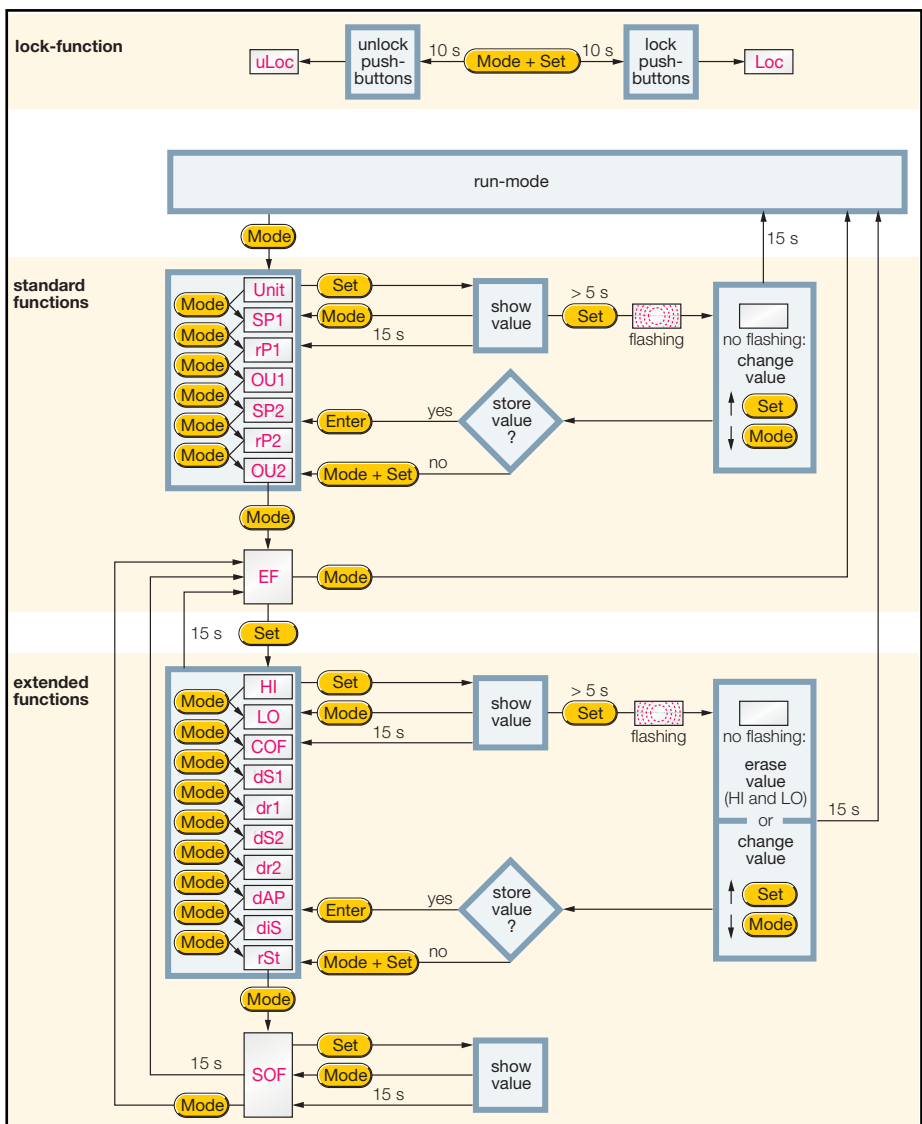 lock-function
unlock
push-
buttons
10 s
Mode + Set
10 s
lock
push-
buttons
uLoc
Loc
run-mode
Mode
15 s
standard
functions
Unit
SP1
rP1
OU1
SP2
rP2
OU2
Mode
Mode
Mode
Mode
Mode
Mode
Set
Mode
15 s
show
value
> 5 s
Set
flashing
no flashing:
change
value
Set
Mode
store
value
?
yes
Enter
no
Mode + Set
Mode
EF
Mode
15 s
Set
extended
functions
HI
LO
COF
dS1
dr1
dS2
dr2
dAP
diS
rSt
Mode
Mode
Mode
Mode
Mode
Mode
Mode
Mode
Mode
Set
Mode
15 s
show
value
> 5 s
Set
flashing
no flashing:
erase
value
(HI and LO)
or
change
value
Set
Mode
15 s
store
value
?
yes
Enter
no
Mode + Set
Mode
SOF
15 s
Mode
Set
Mode
15 s
show
value